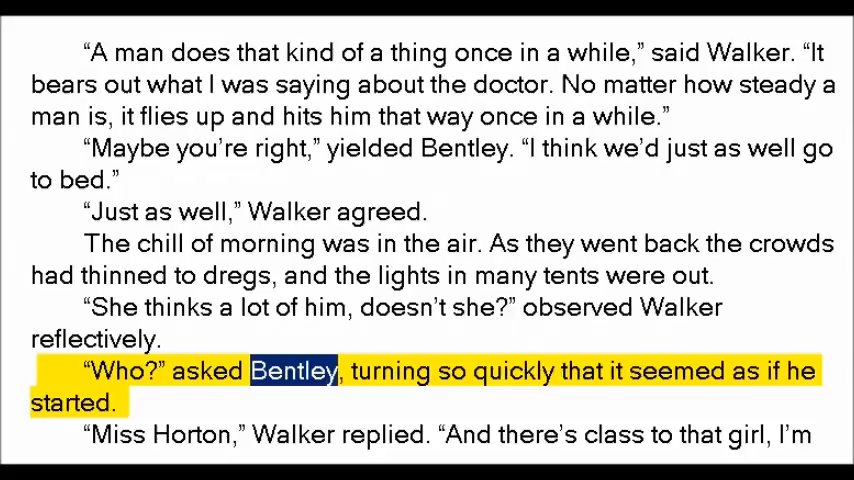 “A man does that kind of a thing once in a while,” said Walker. “It
bears out what I was saying about the doctor. No matter how steady a
man is, it flies up and hits him that way once in a while.”
“Maybe you’re right,” yielded Bentley. “I think we’d just as well go
to bed.”
“Just as well,” Walker agreed.
The chill of morning was in the air. As they went back the crowds
had thinned to dregs, and the lights in many tents were out.
“She thinks a lot of him, doesn’t she?” observed Walker
reflectively.
“Who?” asked Bentley, turning so quickly that it seemed as if he
started.
“Miss Horton,” Walker replied. “And there’s class to that girl, I’m